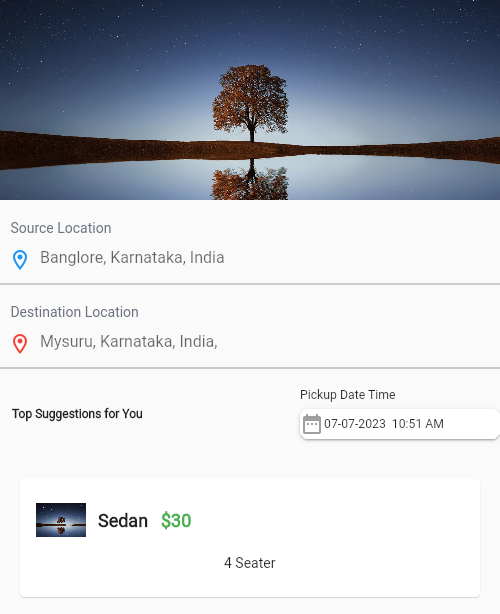 Source Location
Banglore, Karnataka, India
Destination Location
Mysuru, Karnataka, India,
Pickup Date Time
Top Suggestions for You
07-07-2023 10:51 AM
Sedan $30
4 Seater